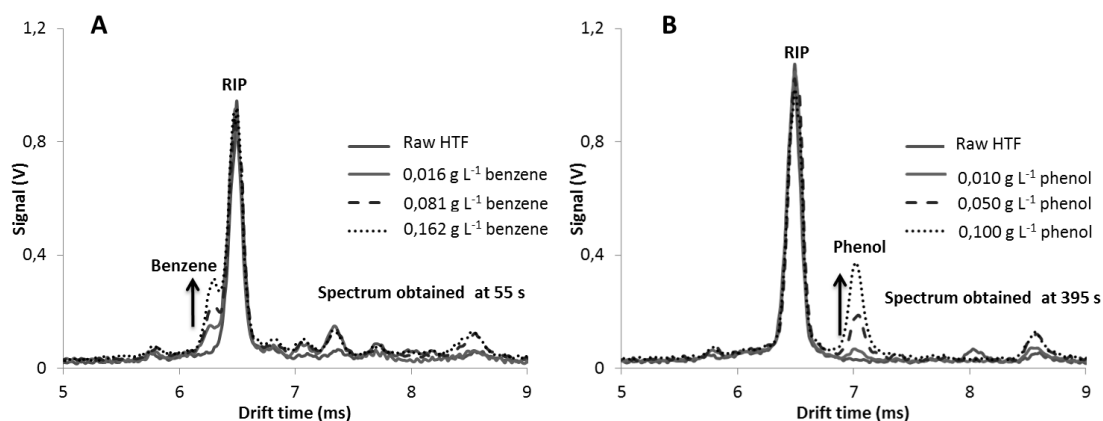 A
1,2
RIP
Raw HTF
0,016 g L-1 benzene
0,081 g L-1 benzene
0,162 g L-1 benzene
0,8
Signal (V)
0,4
Benzene
Spectrum obtained at 55 s
0
5
6
7
8
9
Drift time (ms)
B
1,2
RIP
Raw HTF
0,010 g L-1 phenol
0,050 g L-1 phenol
0,100 g L-1 phenol
0,8
Signal (V)
0,4
Phenol
Spectrum obtained at 395 s
0
5
6
7
8
9
Drift time (ms)